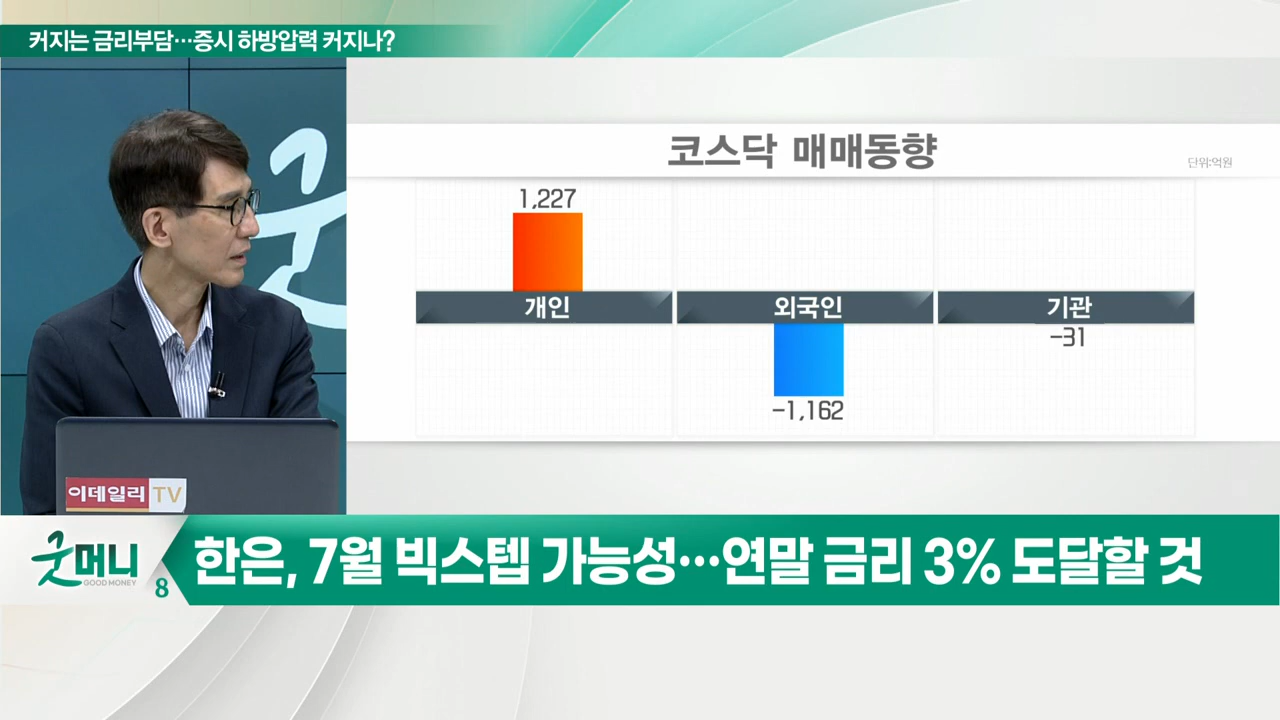 커지는 금리부담…증시 하방압력 커지나?
코스닥 매매동향
단위:억원
1,227
개인
외국인
기관
-31
-1,162
이데일리 TV
굿머니
GOOD MONEY
8
한은, 7월 빅스텝 가능성…연말 금리 3% 도달할 것